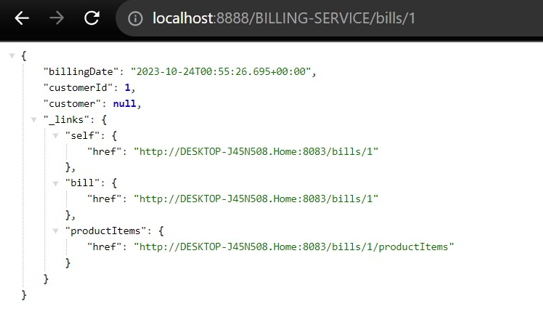 localhost:8888/BILLING-SERVICE/bills/1
{
"billingDate": "2023-10-24T00:55:26.695+00:00",
"customerId": 1,
"customer": null,
"_links": {
"self": {
"href": "http://DESKTOP-J45N508.Home:8083/bills/1"
},
"bill": {
"href": "http://DESKTOP-J45N508.Home:8083/bills/1"
},
"productItems": {
"href": "http://DESKTOP-J45N508.Home:8083/bills/1/productItems"
}
}
}